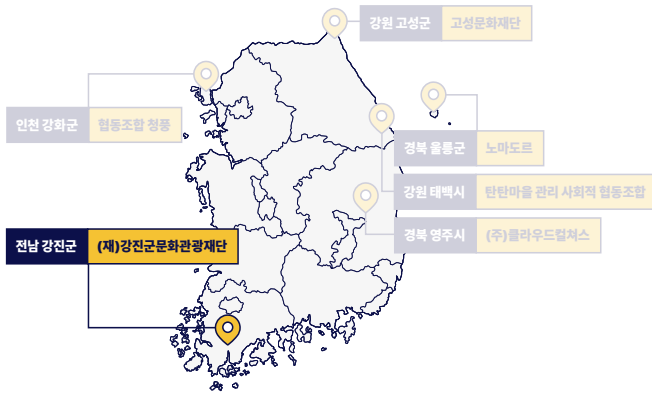 강원 고성군 고성문화재단
인천 강화군 협동조합 청풍
경북 울릉군 노마도르
강원 태백시 탄탄마을 관리 사회적 협동조합
경북 영주시 (주)클라우드컬쳐스
전남 강진군 (재)강진군문화관광재단